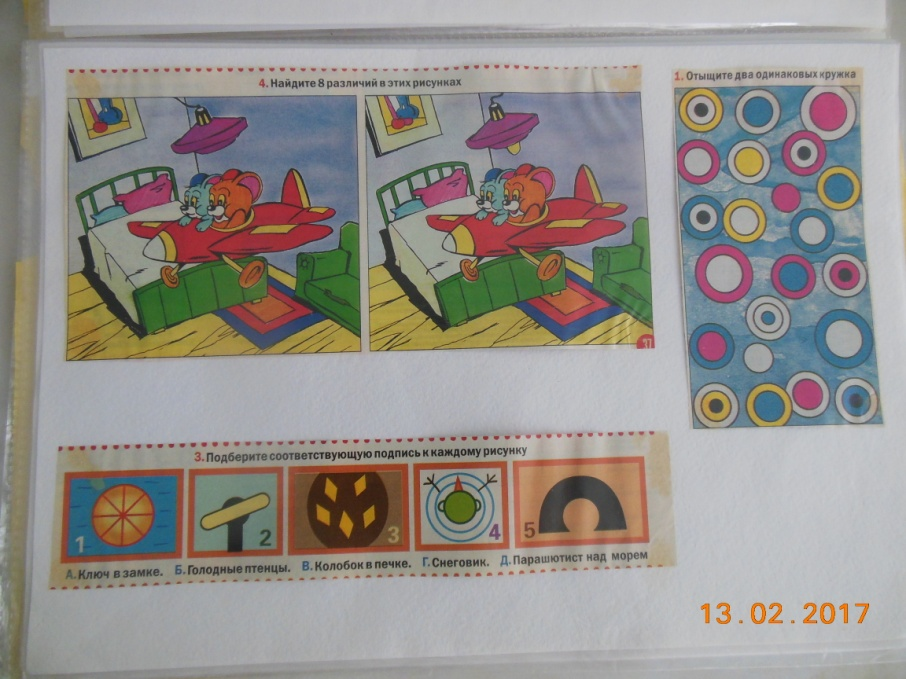 4. Найдите 8 различий в этих рисунках
1. Отыщите два одинаковых кружка
3. Подберите соответствующую подпись к каждому рисунку
1 2 3 4 5
А. Ключ в замке. Б. Голодные птенцы. В. Колобок в печке. Г. Снеговик. Д. Парашютист над морем
13.02.2017